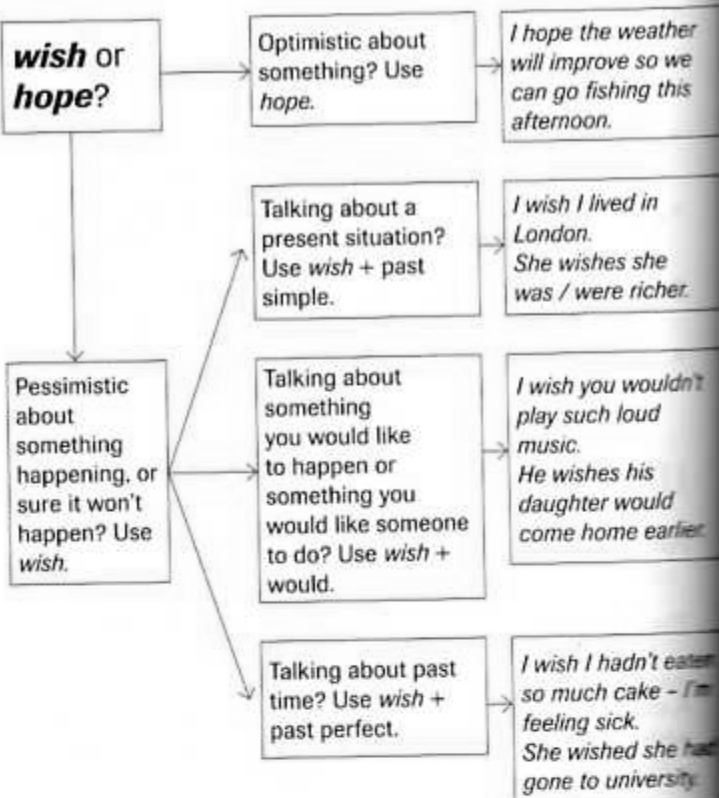 wish or
hope?
Optimistic about
something? Use
hope.
I hope the weather
will improve so we
can go fishing this
afternoon.
Talking about a
present situation?
Use wish + past
simple.
I wish I lived in
London.
She wishes she
was / were richer.
Pessimistic
about
something
happening, or
sure it won't
happen? Use
wish.
Talking about
something
you would like
to happen or
something you
would like someone
to do? Use wish +
would.
I wish you wouldn't
play such loud
music.
He wishes his
daughter would
come home earlier.
Talking about past
time? Use wish +
past perfect.
I wish I hadn't eaten
so much cake – I'm
feeling sick.
She wished she had
gone to university.